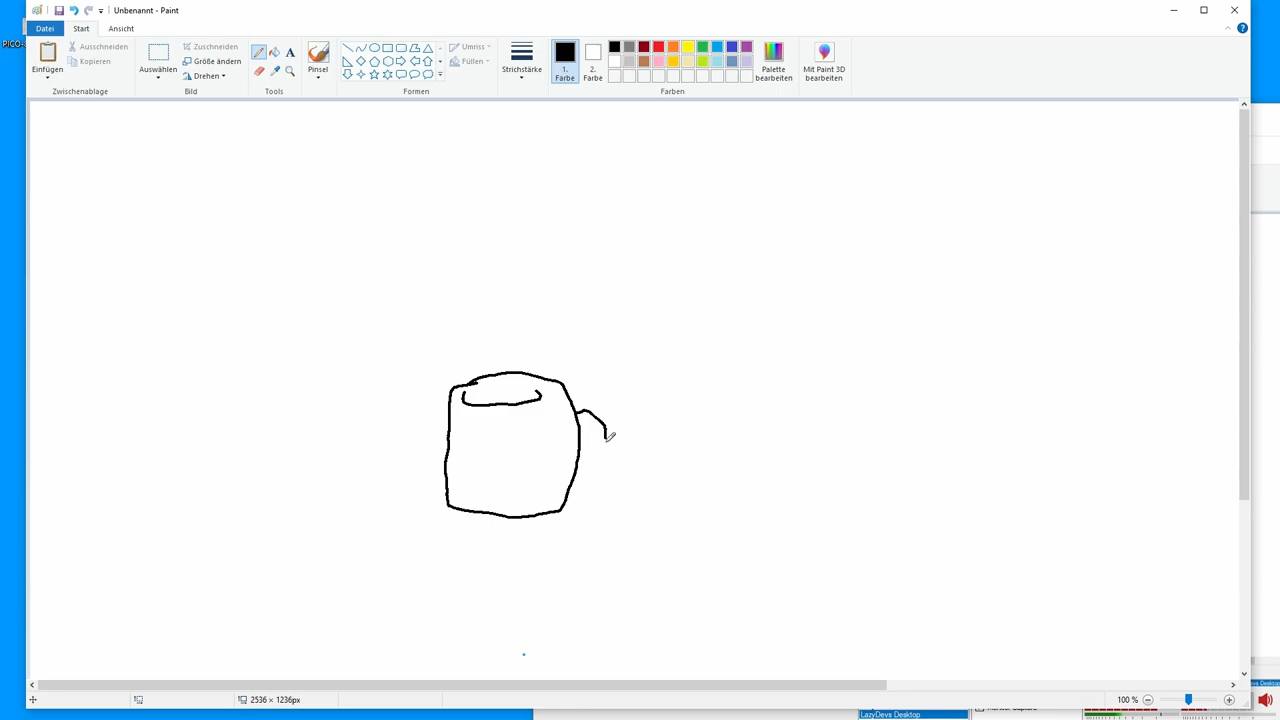 Unbenannt - Paint
PICO-
Datei Start Ansicht
Einfügen
Ausschneiden
Kopieren
Zwischenablage
Auswählen
Zuschneiden
Größe ändern
Drehen
Bild
A
Tools
Pinsel
Umriss
Füllen
Formen
Strichstärke
1.
Farbe
2.
Farbe
Palette
bearbeiten
Farben
Mit Paint 3D
bearbeiten
2536 × 1236px
100 %
LazyDevs Desktop